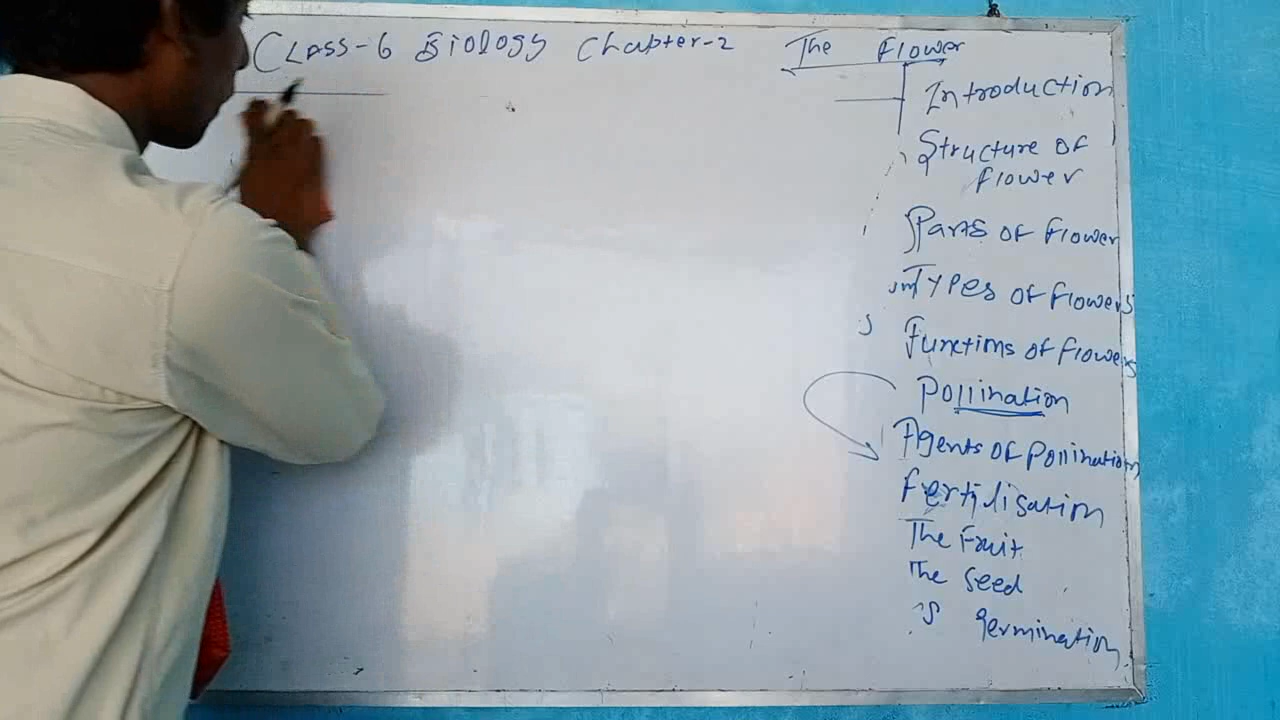 Class-6 Biology Chapter-2 The Flower
Introduction
Structure of
flower
Parts of flower
Types of flowers
Functions of flowers
Pollination
Agents of pollination
Fertilisation
The Fruit
The Seed
Germination